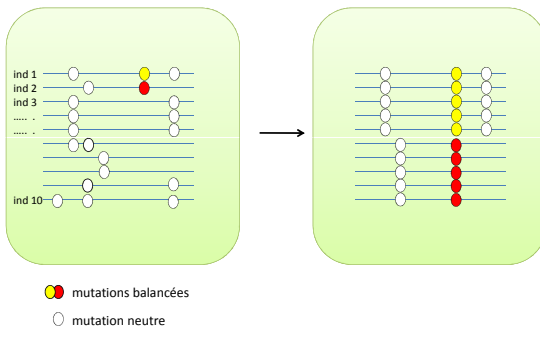 ind 1
ind 2
ind 3
..... .
..... .
ind 10
mutations balancées
mutation neutre